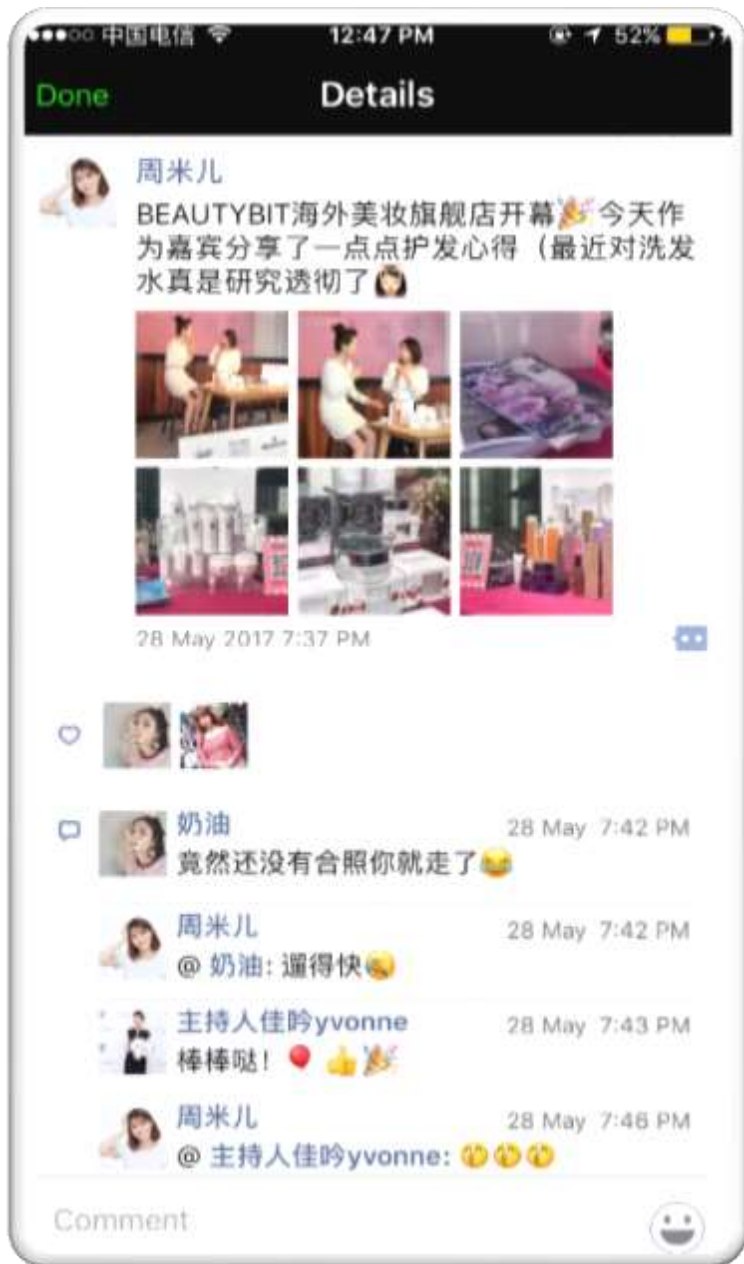 中国电信 12:47 PM 52%
Done Details
周米儿
BEAUTYBIT海外美妆旗舰店开幕🎉今天作
为嘉宾分享了一点点护发心得（最近对洗发
水真是研究透彻了
28 May 2017 7:37 PM
奶油 28 May 7:42 PM
竟然还没有合照你就走了😂
周米儿 28 May 7:42 PM
@ 奶油: 遛得快
主持人佳吟yvonne 28 May 7:43 PM
棒棒哒！🎈👍🎉
周米儿 28 May 7:46 PM
@ 主持人佳吟yvonne:
Comment